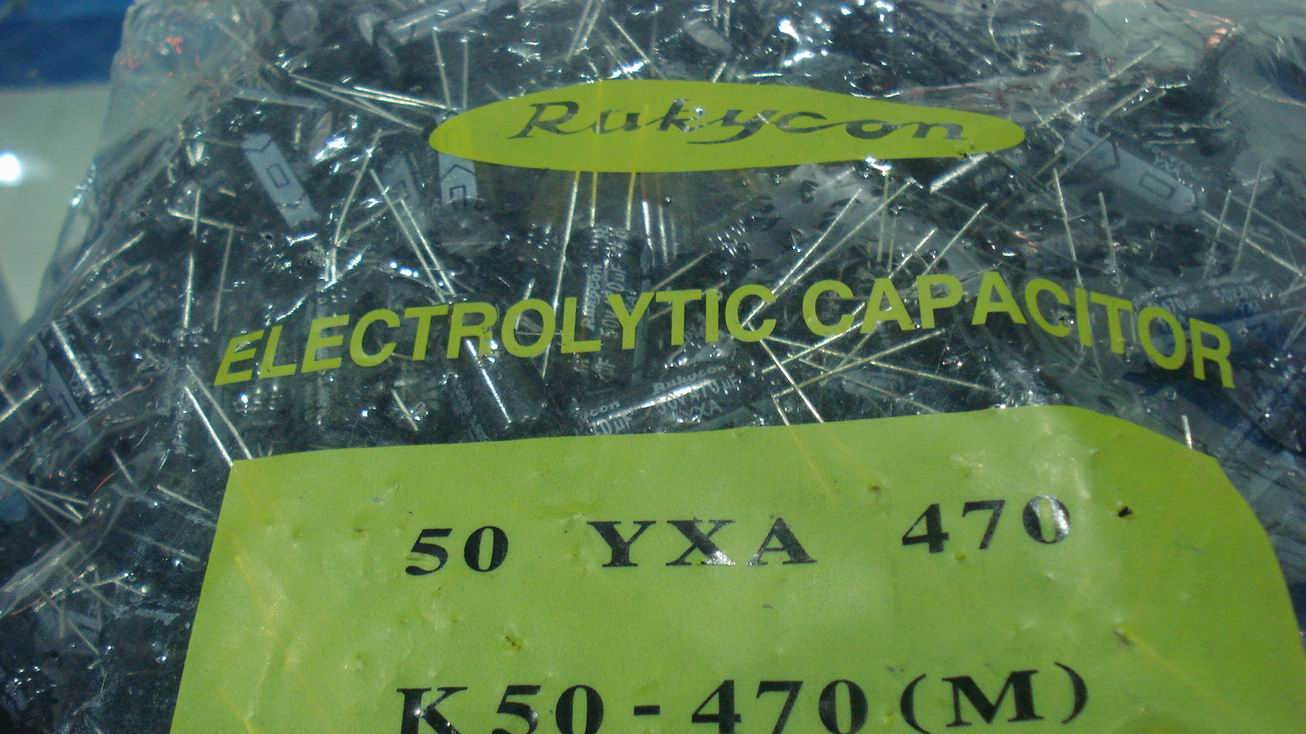 Rukycon
ELECTROLYTIC CAPACITOR
50 YXA 470
K50-470(M)